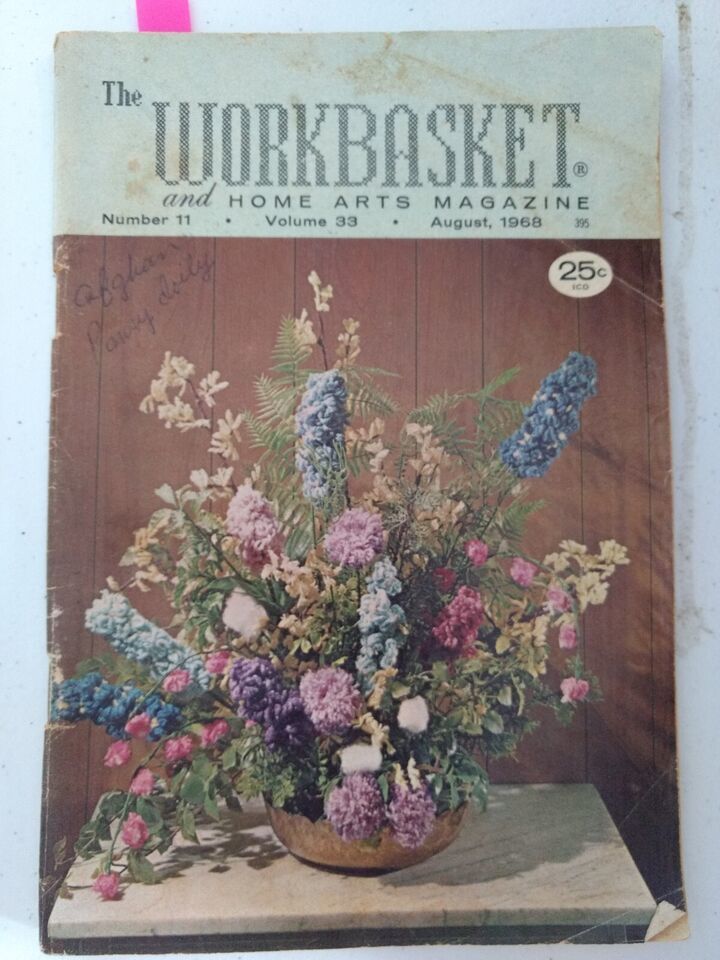 The
WORKBASKET®
and HOME ARTS MAGAZINE
Number 11 • Volume 33 • August, 1968 395
25c
ICD
afghan
Pansy doily